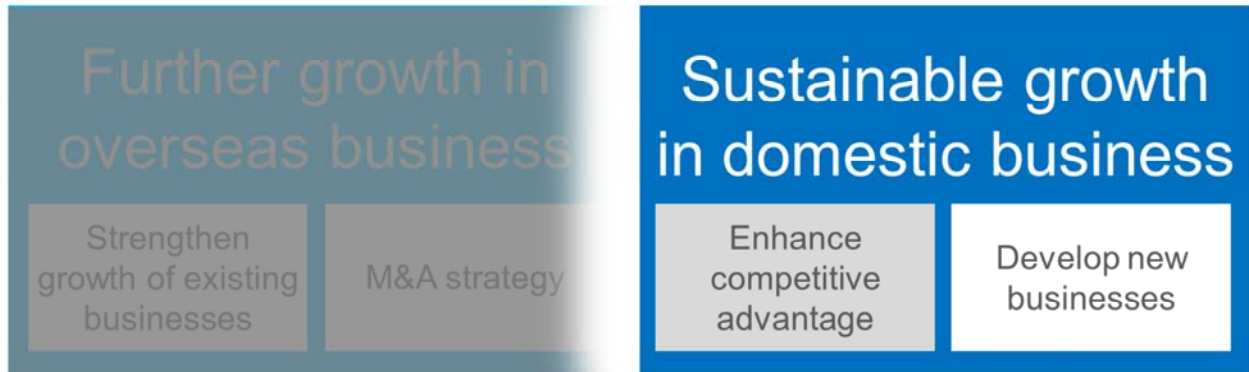 Further growth in
overseas business
Strengthen
growth of existing
businesses
M&A strategy
Sustainable growth
in domestic business
Enhance
competitive
advantage
Develop new
businesses